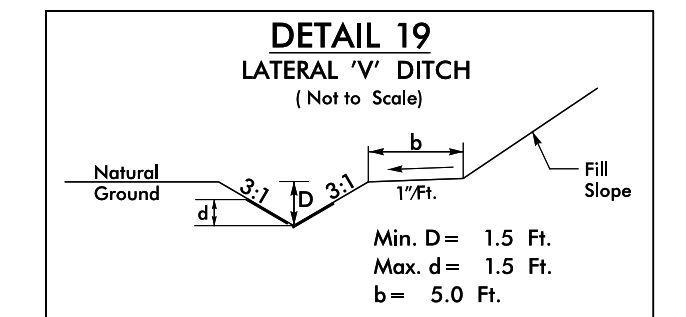 DETAIL 19
LATERAL 'V' DITCH
( Not to Scale)
b
Natural
Ground
3:1
D
3:1
1"/Ft.
Fill
Slope
d
Min. D = 1.5 Ft.
Max. d = 1.5 Ft.
b = 5.0 Ft.